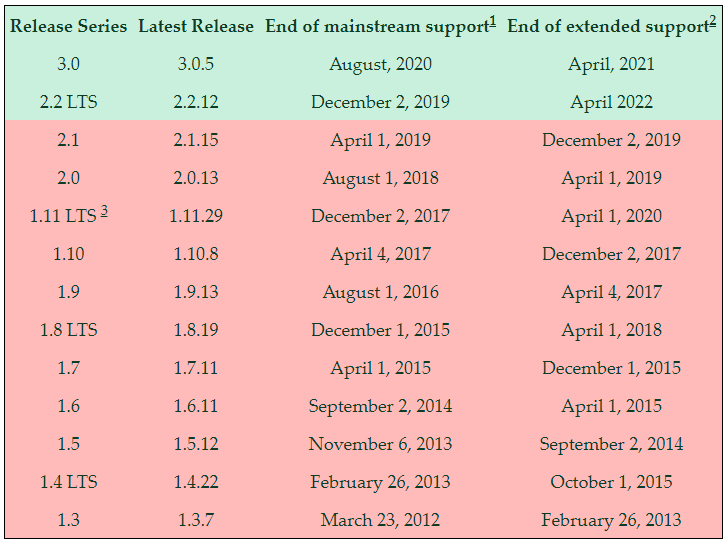 Release Series Latest Release End of mainstream support1 End of extended support2
3.0 3.0.5 August, 2020 April, 2021
2.2 LTS 2.2.12 December 2, 2019 April 2022
2.1 2.1.15 April 1, 2019 December 2, 2019
2.0 2.0.13 August 1, 2018 April 1, 2019
1.11 LTS 3 1.11.29 December 2, 2017 April 1, 2020
1.10 1.10.8 April 4, 2017 December 2, 2017
1.9 1.9.13 August 1, 2016 April 4, 2017
1.8 LTS 1.8.19 December 1, 2015 April 1, 2018
1.7 1.7.11 April 1, 2015 December 1, 2015
1.6 1.6.11 September 2, 2014 April 1, 2015
1.5 1.5.12 November 6, 2013 September 2, 2014
1.4 LTS 1.4.22 February 26, 2013 October 1, 2015
1.3 1.3.7 March 23, 2012 February 26, 2013